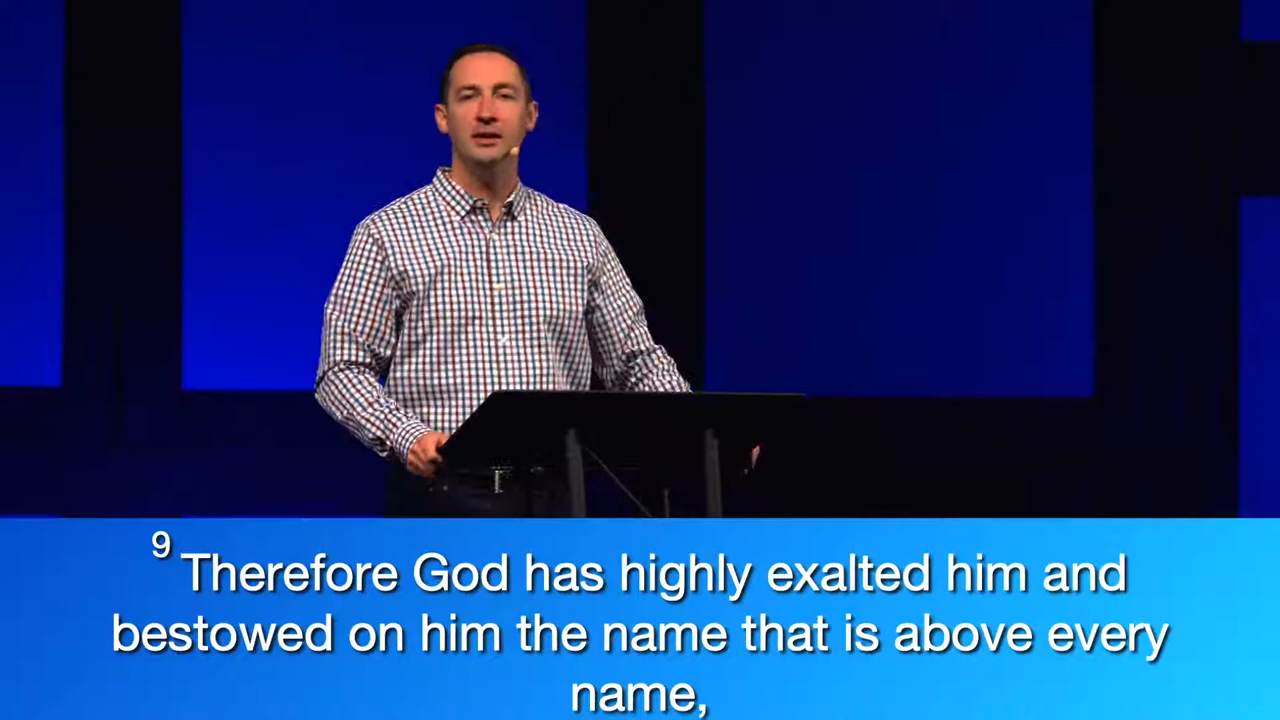 9 Therefore God has highly exalted him and
bestowed on him the name that is above every
name,